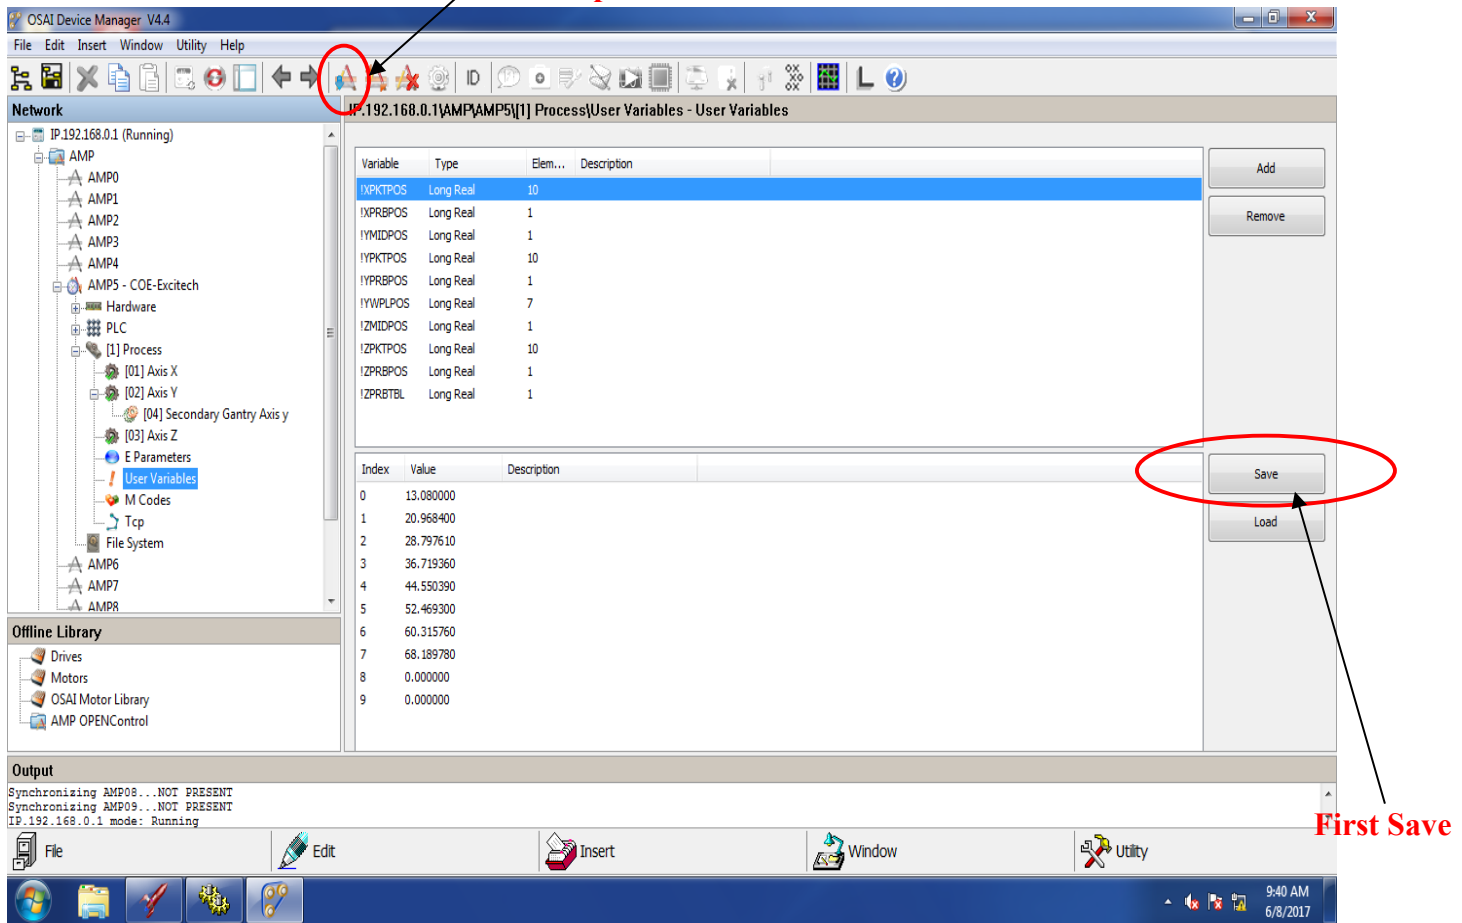 OSAI Device Manager V4.4
File Edit Insert Window Utility Help
ID
Network
IP.192.168.0.1\AMP\AMP5\[1] Process\User Variables - User Variables
IP.192.168.0.1 (Running)
AMP
AMP0
AMP1
AMP2
AMP3
AMP4
AMP5 - COE-Excitech
Hardware
PLC
[1] Process
[01] Axis X
[02] Axis Y
[04] Secondary Gantry Axis y
[03] Axis Z
E Parameters
User Variables
M Codes
Tcp
File System
AMP6
AMP7
AMP8
Variable Type Elem... Description
!XPKTPOS Long Real 10
!XPRBPOS Long Real 1
!YMIDPOS Long Real 1
!YPKTPOS Long Real 10
!YPRBPOS Long Real 1
!YWPLPOS Long Real 7
!ZMIDPOS Long Real 1
!ZPKTPOS Long Real 10
!ZPRBPOS Long Real 1
!ZPRBTBL Long Real 1
Add
Remove
Index Value Description
0 13.080000
1 20.968400
2 28.797610
3 36.719360
4 44.550390
5 52.469300
6 60.315760
7 68.189780
8 0.000000
9 0.000000
Save
Load
Offline Library
Drives
Motors
OSAI Motor Library
AMP OPENControl
Output
Synchronizing AMP08...NOT PRESENT
Synchronizing AMP09...NOT PRESENT
IP.192.168.0.1 mode: Running
First Save
File Edit Insert Window Utility
9:40 AM
6/8/2017